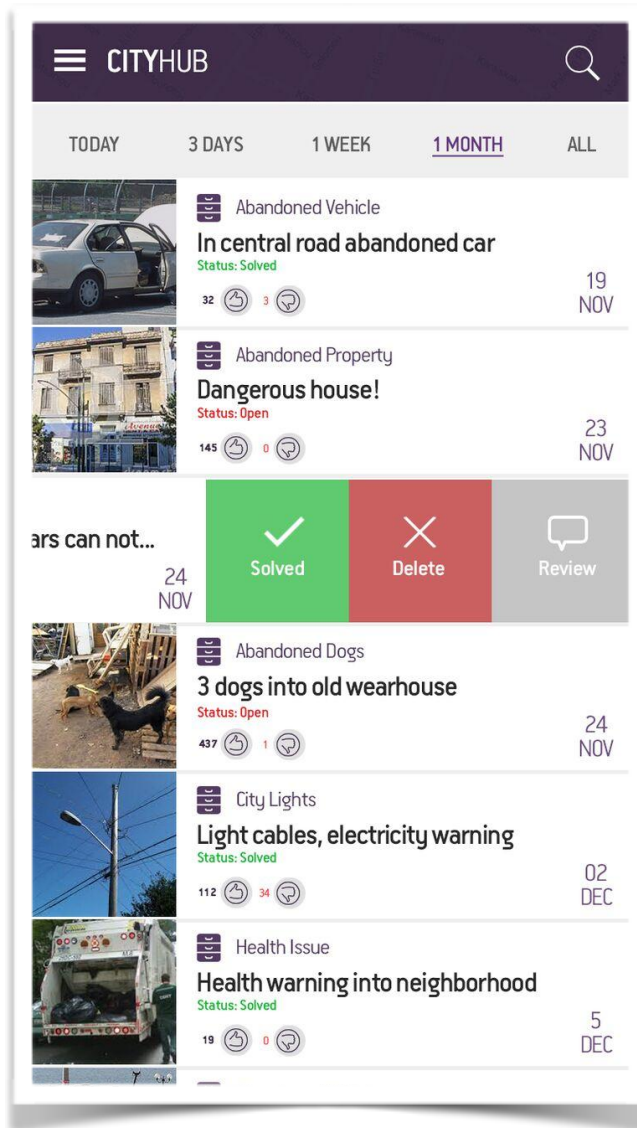 CITYHUB
TODAY 3 DAYS 1 WEEK 1 MONTH ALL
Abandoned Vehicle
In central road abandoned car
Status: Solved
32 3
19
NOV
Abandoned Property
Dangerous house!
Status: Open
145 0
23
NOV
ars can not...
24
NOV
Solved
Delete
Review
Abandoned Dogs
3 dogs into old wearhouse
Status: Open
437 1
24
NOV
City Lights
Light cables, electricity warning
Status: Solved
112 34
02
DEC
Health Issue
Health warning into neighborhood
Status: Solved
19 0
5
DEC